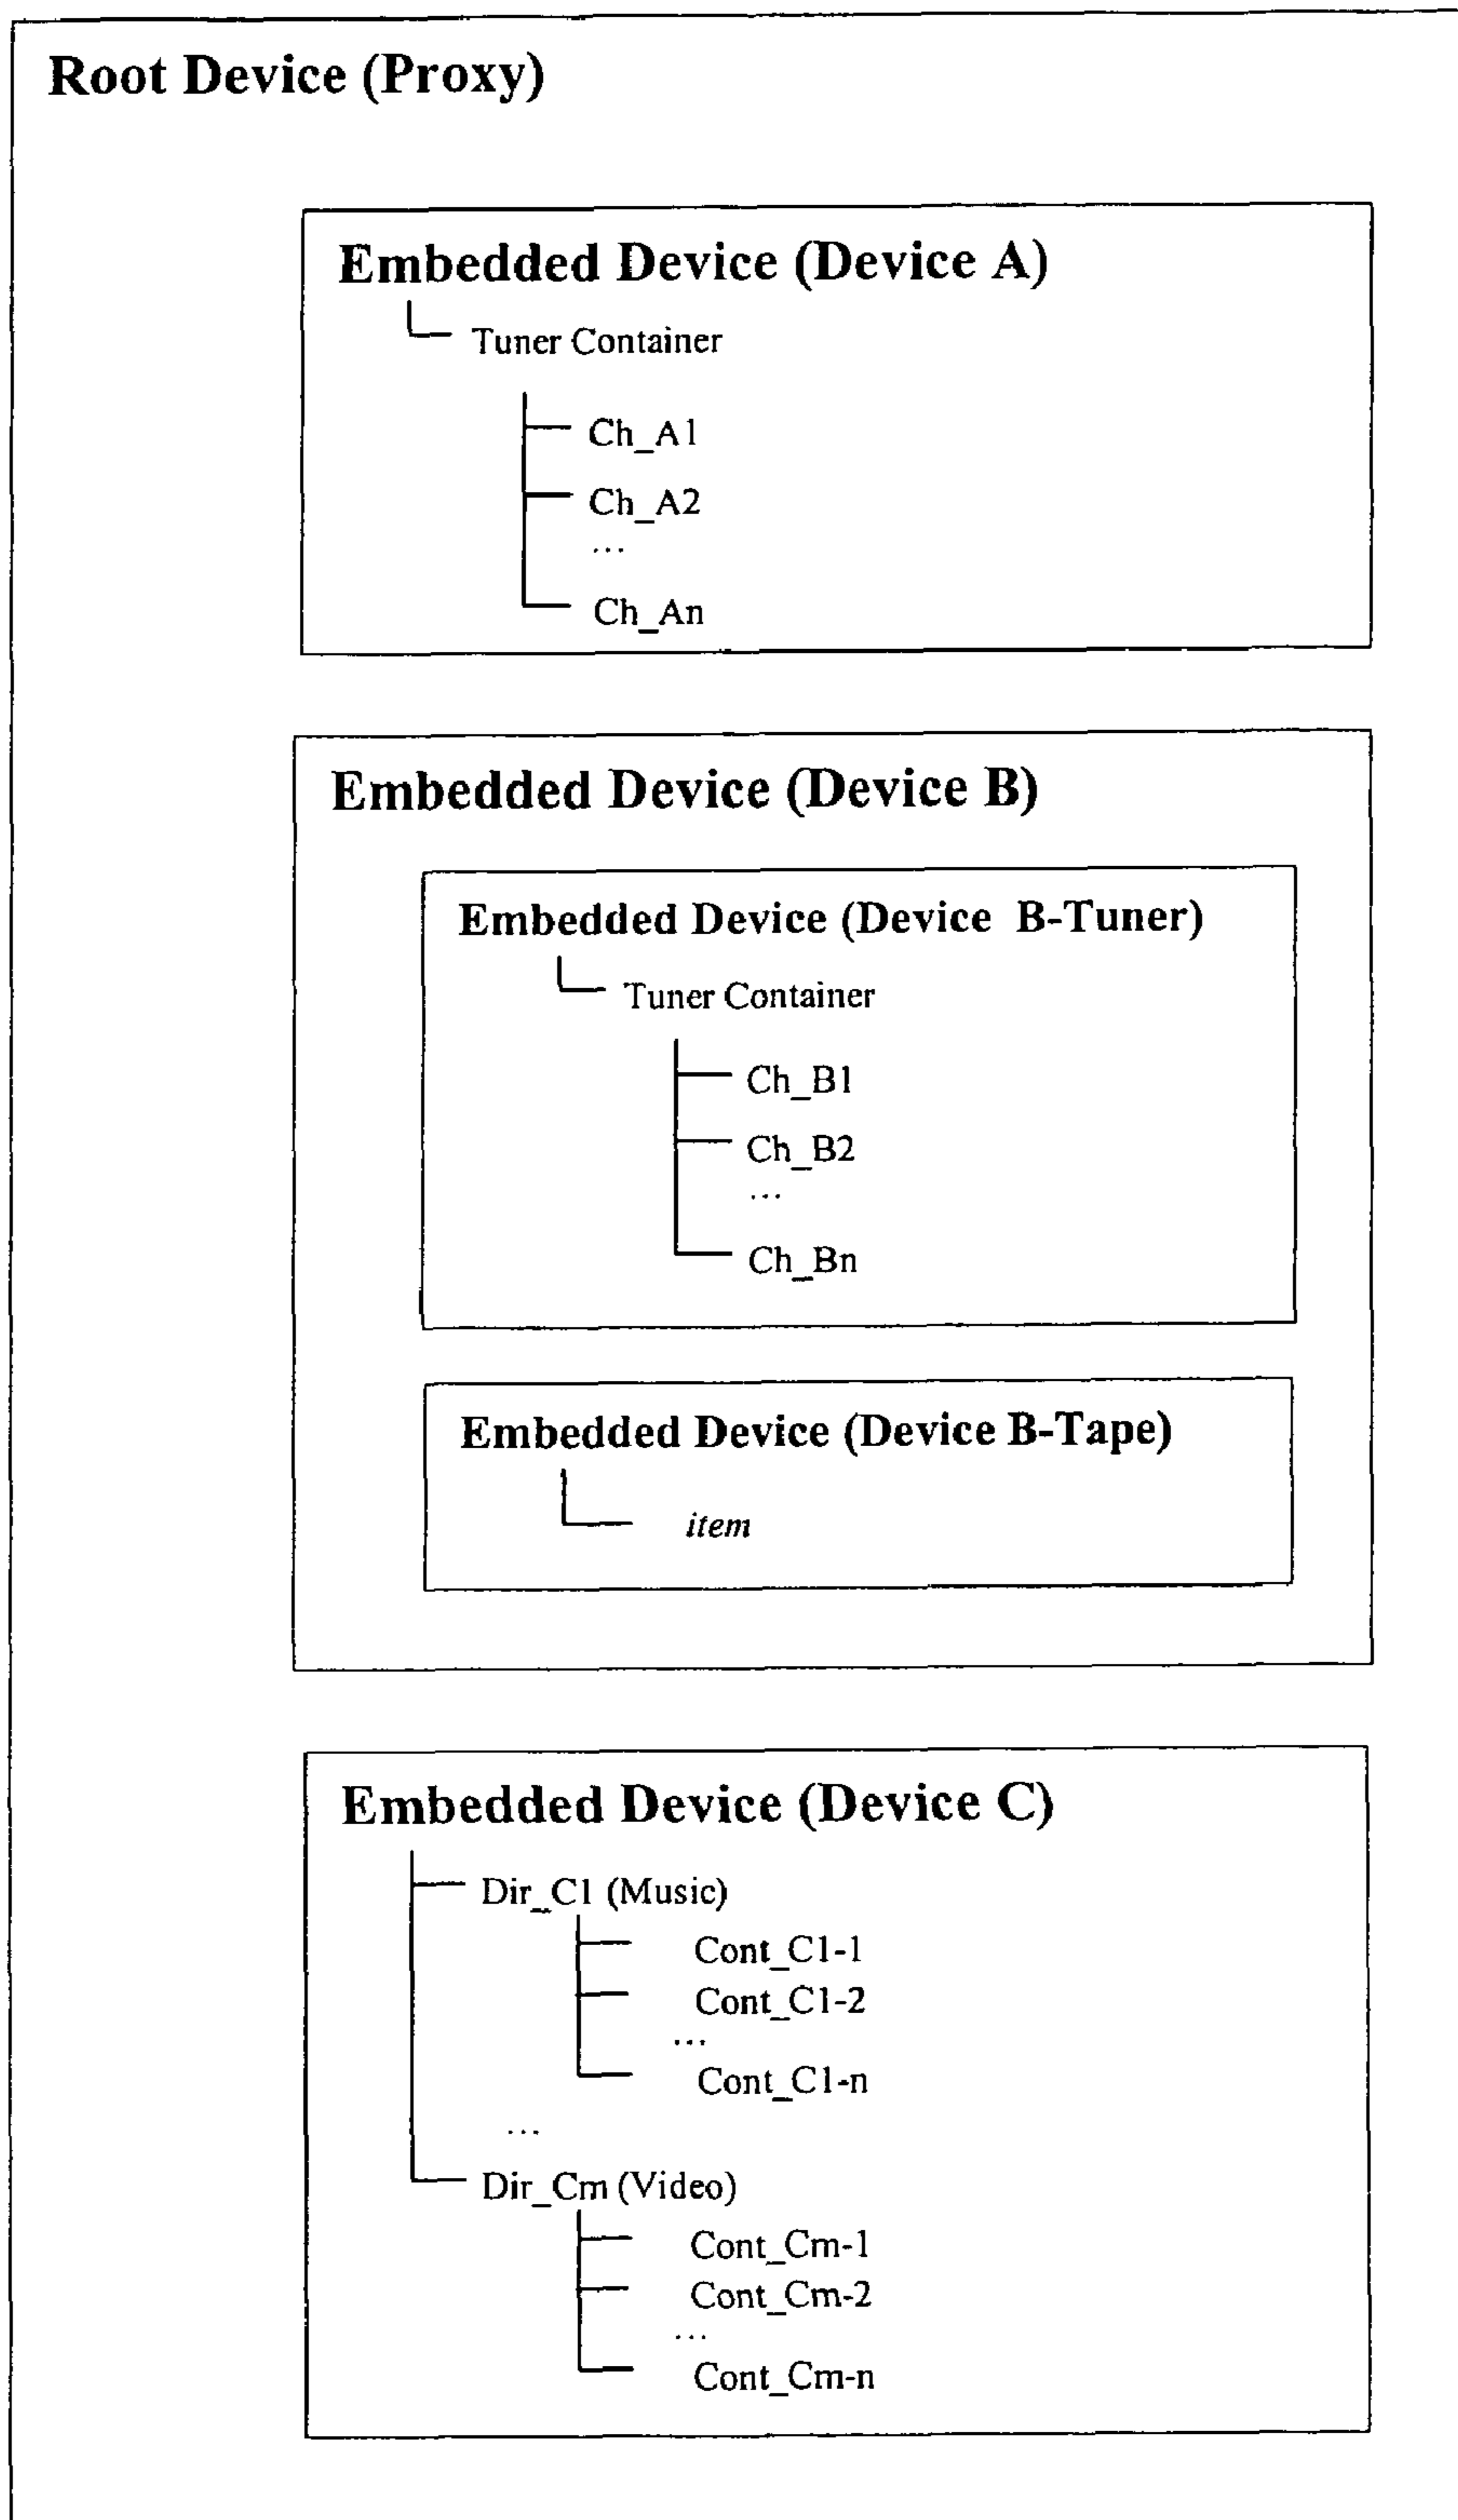 Root Device (Proxy)
Embedded Device (Device A)
Tuner Container
Ch_A1
Ch_A2
...
Ch_An
Embedded Device (Device B)
Embedded Device (Device B-Tuner)
Tuner Container
Ch_B1
Ch_B2
...
Ch_Bn
Embedded Device (Device B-Tape)
item
Embedded Device (Device C)
Dir_C1 (Music)
Cont_C1-1
Cont_C1-2
...
Cont_C1-n
...
Dir_Cm (Video)
Cont_Cm-1
Cont_Cm-2
...
Cont_Cm-n